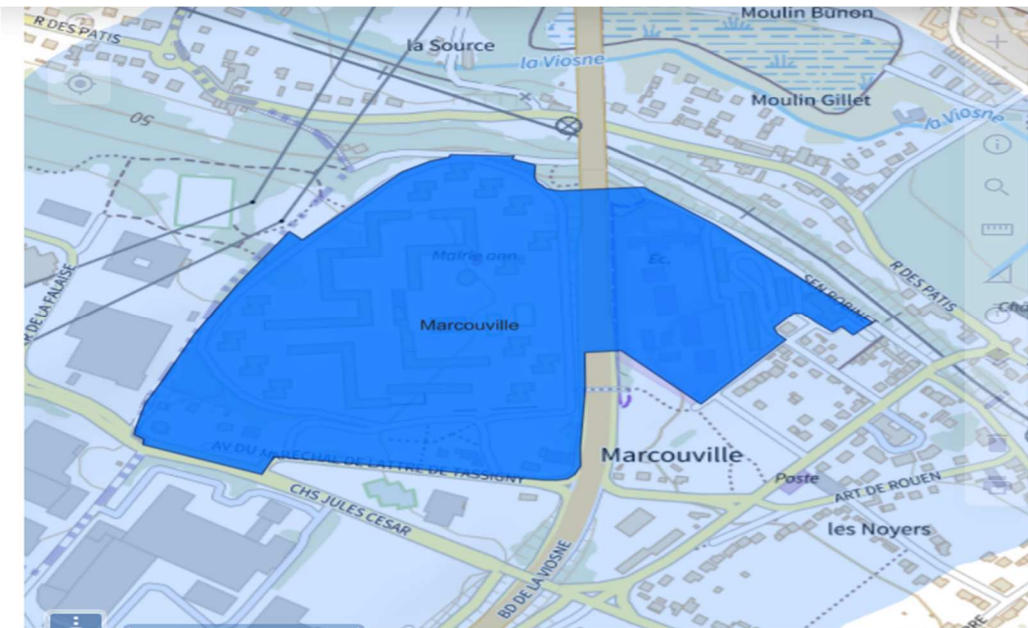 Moulin Bunon
R DES PATIS
la Source
la Viosne
Moulin Gillet
la Viosne
50
Mairie ann.
Ec.
R DE LA FALAISE
R DES PATIS
SEN
Marcouville
AV DU MARECHAL DE LATTRE DE TASSIGNY
Marcouville
Poste
ART DE ROUEN
CHS JULES CESAR
les Noyers
BD DE LA VIOSNE